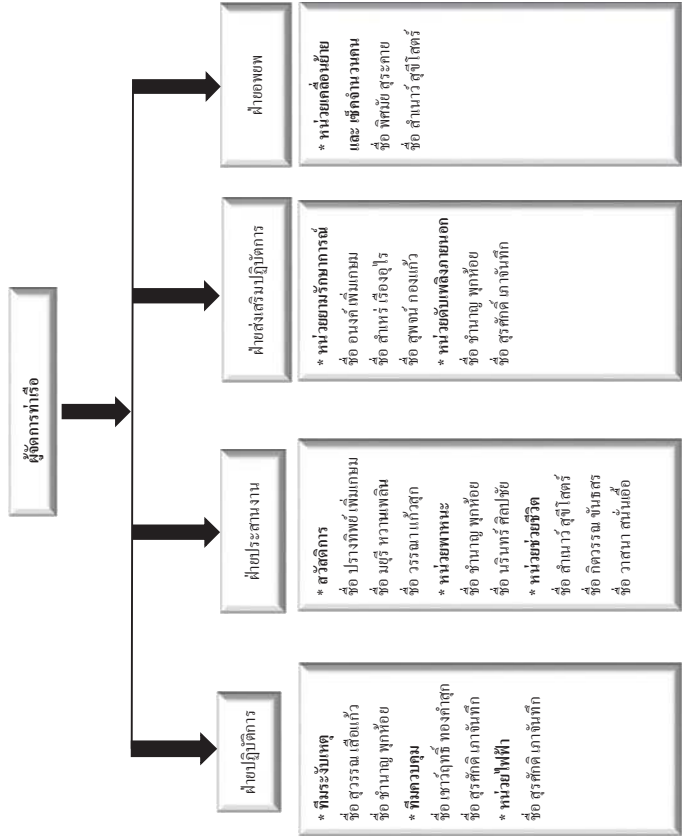 ผู้จัดการท่าเรือ
ฝ่ายปฏิบัติการ
* ทีมระงับเหตุ
ชื่อ สุวรรณ เสือแก้ว
ชื่อ ชำนาญ พุกห้อย
* ทีมควบคุม
ชื่อ เชาว์ฤทธิ์ ทองคำสุก
ชื่อ สุรศักดิ์ เภาจันทึก
* หน่วยไฟฟ้า
ชื่อ สุรศักดิ์ เภาจันทึก
ฝ่ายประสานงาน
* สวัสดิการ
ชื่อ ปรางทิพย์ เพิ่มเกษม
ชื่อ มยุรี หวานเพลิน
ชื่อ วรรณา แก้วสุก
* หน่วยพาหนะ
ชื่อ ชำนาญ พุกห้อย
ชื่อ นรินทร์ ศิลปชัย
* หน่วยช่วยชีวิต
ชื่อ สำเนาว์ สุขีโสตร์
ชื่อ กิตวรรณ ขันธสร
ชื่อ วาสนา สนั่นเอื้อ
ฝ่ายส่งเสริมปฏิบัติการ
* หน่วยยามรักษาการณ์
ชื่อ อนงค์ เพิ่มเกษม
ชื่อ สำเหร่ เรืองอุไร
ชื่อ สุพจน์ กองแก้ว
* หน่วยดับเพลิงภายนอก
ชื่อ ชำนาญ พุกห้อย
ชื่อ สุรศักดิ์ เภาจันทึก
ฝ่ายอพยพ
* หน่วยเคลื่อนย้าย
และ เช็คจำนวนคน
ชื่อ พิศมัย สุระคาย
ชื่อ สำเนาว์ สุขีโสตร์